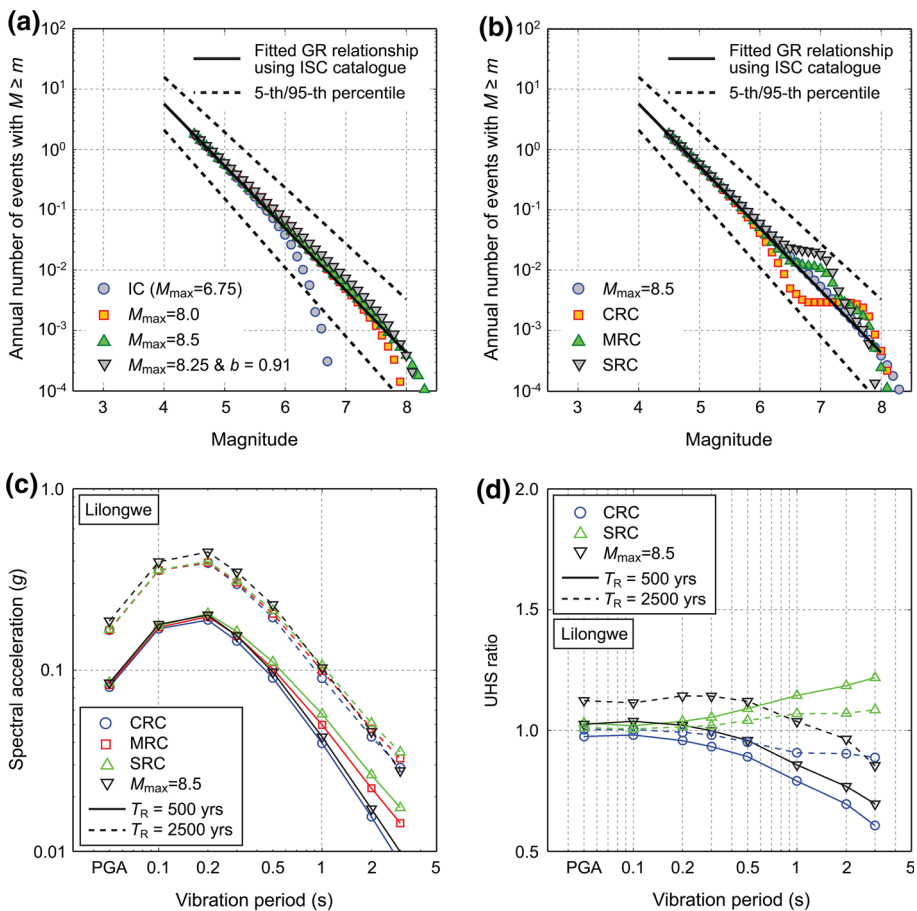 (a)
10²
10¹
10⁰
10⁻¹
10⁻²
10⁻³
10⁻⁴
Annual number of events with M ≥ m
Fitted GR relationship
using ISC catalogue
5-th/95-th percentile
IC (Mmax=6.75)
Mmax=8.0
Mmax=8.5
Mmax=8.25 & b = 0.91
3 4 5 6 7 8
Magnitude
(b)
10²
10¹
10⁰
10⁻¹
10⁻²
10⁻³
10⁻⁴
Annual number of events with M ≥ m
Fitted GR relationship
using ISC catalogue
5-th/95-th percentile
Mmax=8.5
CRC
MRC
SRC
3 4 5 6 7 8
Magnitude
(c)
1.0
0.1
0.01
Spectral acceleration (g)
Lilongwe
CRC
MRC
SRC
Mmax=8.5
TR = 500 yrs
TR = 2500 yrs
PGA 0.1 0.2 0.5 1 2 5
Vibration period (s)
(d)
2.0
1.5
1.0
0.5
UHS ratio
CRC
SRC
Mmax=8.5
TR = 500 yrs
TR = 2500 yrs
Lilongwe
PGA 0.1 0.2 0.5 1 2 5
Vibration period (s)